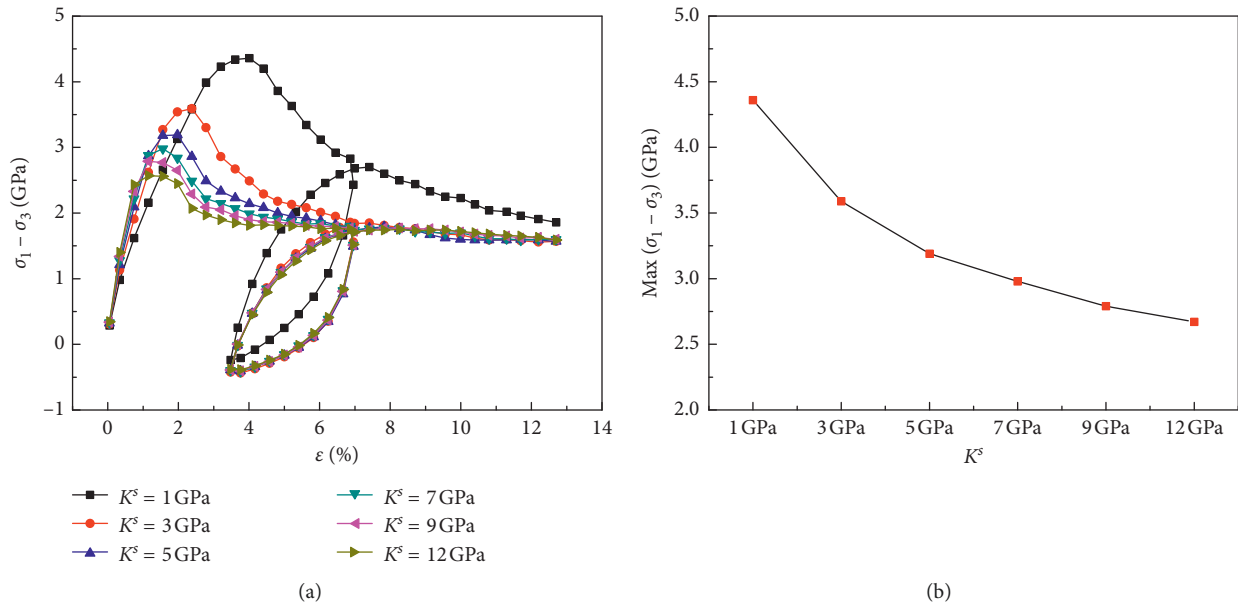 5
4
3
2
1
0
–1
σ₁ – σ₃ (GPa)
0 2 4 6 8 10 12 14
ε (%)
Kˢ = 1 GPa
Kˢ = 3 GPa
Kˢ = 5 GPa
Kˢ = 7 GPa
Kˢ = 9 GPa
Kˢ = 12 GPa
(a)
5.0
4.5
4.0
3.5
3.0
2.5
2.0
Max (σ₁ – σ₃) (GPa)
1 GPa 3 GPa 5 GPa 7 GPa 9 GPa 12 GPa
Kˢ
(b)